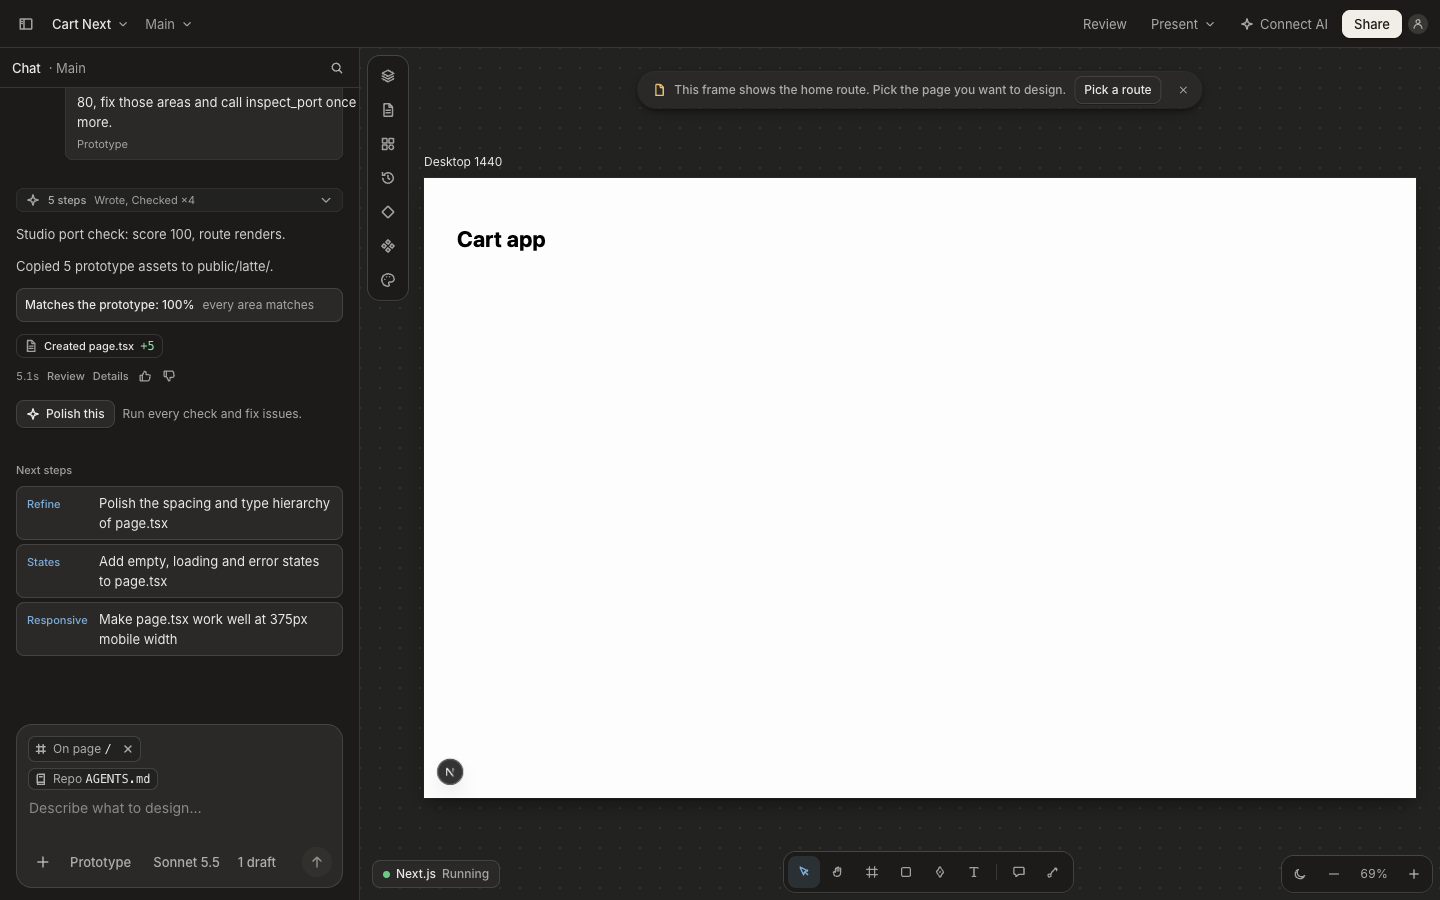 Cart Next
Main
Review
Present
Connect AI
Share
Chat · Main
80, fix those areas and call inspect_port once
more.
Prototype
5 steps Wrote, Checked ×4
Studio port check: score 100, route renders.
Copied 5 prototype assets to public/latte/.
Matches the prototype: 100% every area matches
Created page.tsx +5
5.1s Review Details
Polish this Run every check and fix issues.
Next steps
Refine Polish the spacing and type hierarchy
of page.tsx
States Add empty, loading and error states
to page.tsx
Responsive Make page.tsx work well at 375px
mobile width
On page /
Repo AGENTS.md
Describe what to design...
Prototype Sonnet 5.5 1 draft
This frame shows the home route. Pick the page you want to design. Pick a route
Desktop 1440
Cart app
N
Next.js Running
T
69%